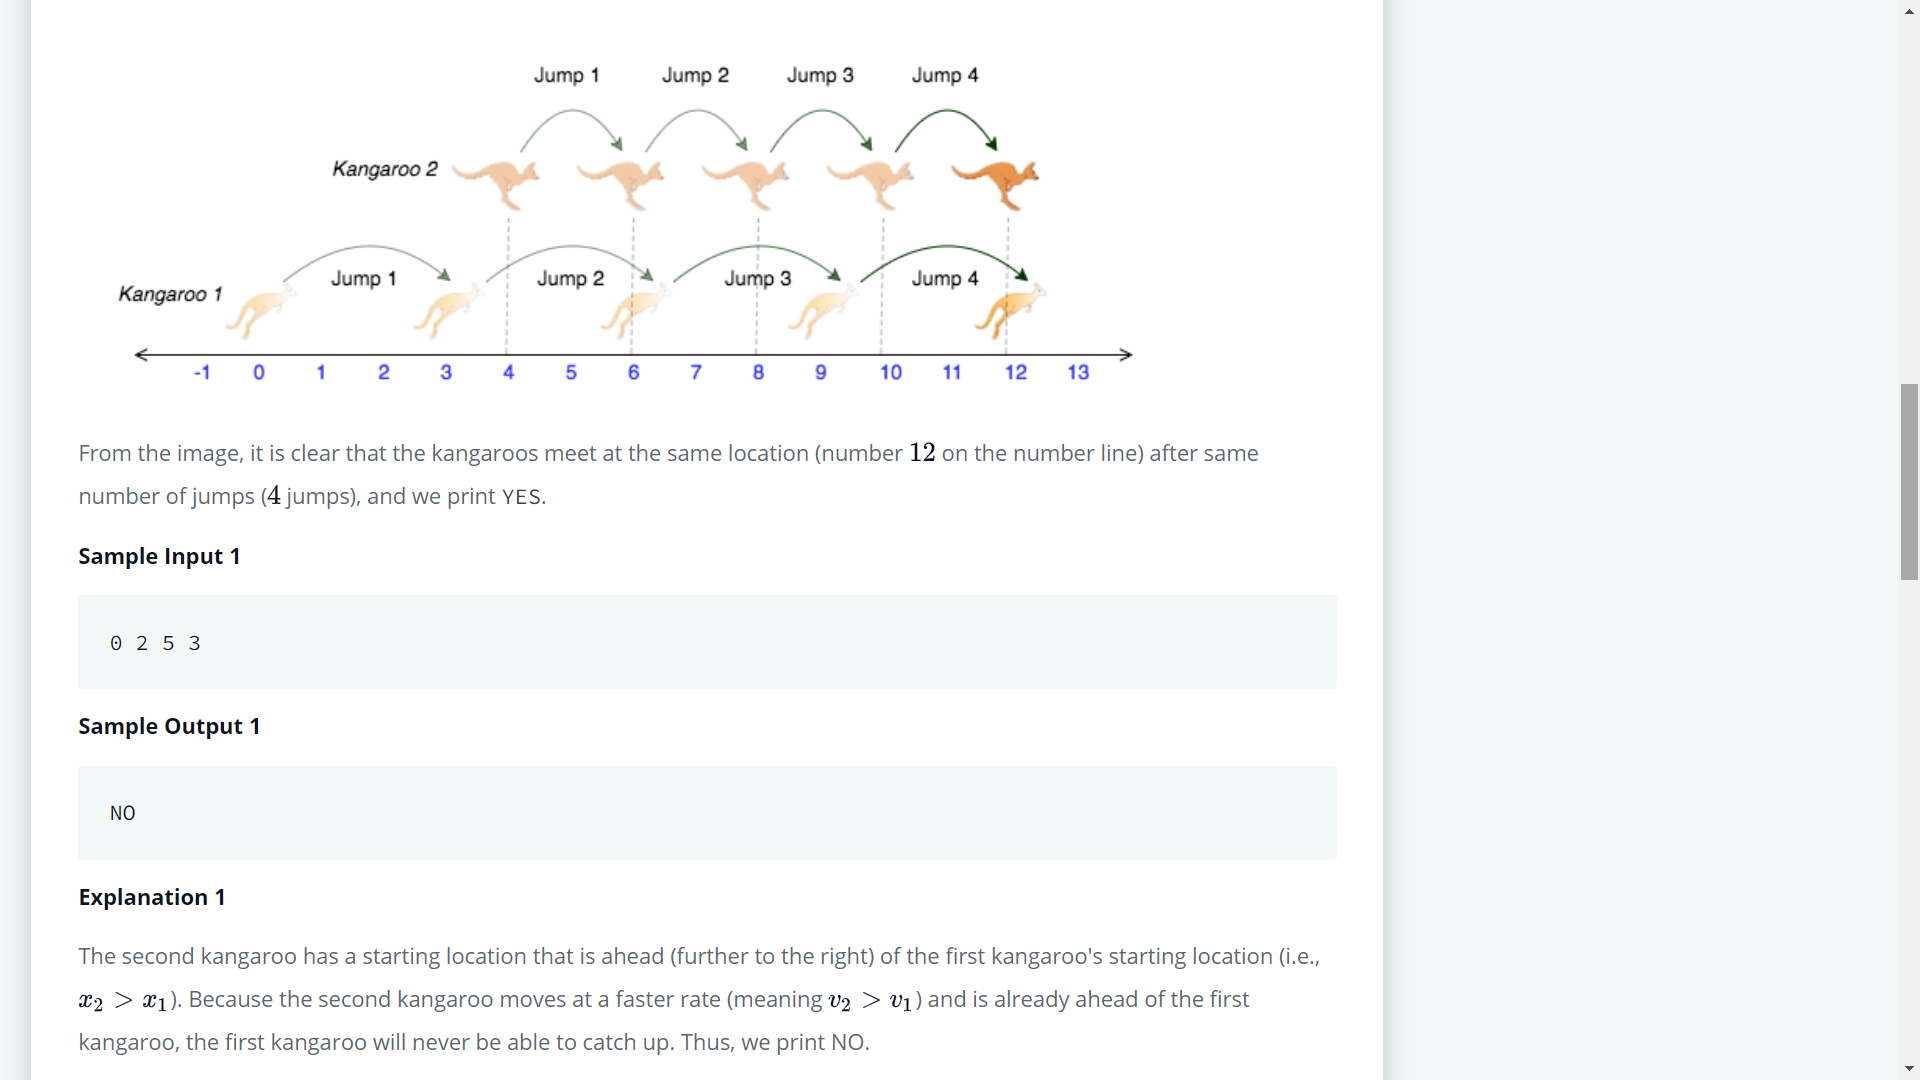 Jump 1 Jump 2 Jump 3 Jump 4
Kangaroo 2
Jump 1 Jump 2 Jump 3 Jump 4
Kangaroo 1
-1 0 1 2 3 4 5 6 7 8 9 10 11 12 13
From the image, it is clear that the kangaroos meet at the same location (number 12 on the number line) after same
number of jumps (4 jumps), and we print YES.
Sample Input 1
0 2 5 3
Sample Output 1
NO
Explanation 1
The second kangaroo has a starting location that is ahead (further to the right) of the first kangaroo's starting location (i.e.,
x₂ > x₁). Because the second kangaroo moves at a faster rate (meaning v₂ > v₁) and is already ahead of the first
kangaroo, the first kangaroo will never be able to catch up. Thus, we print NO.